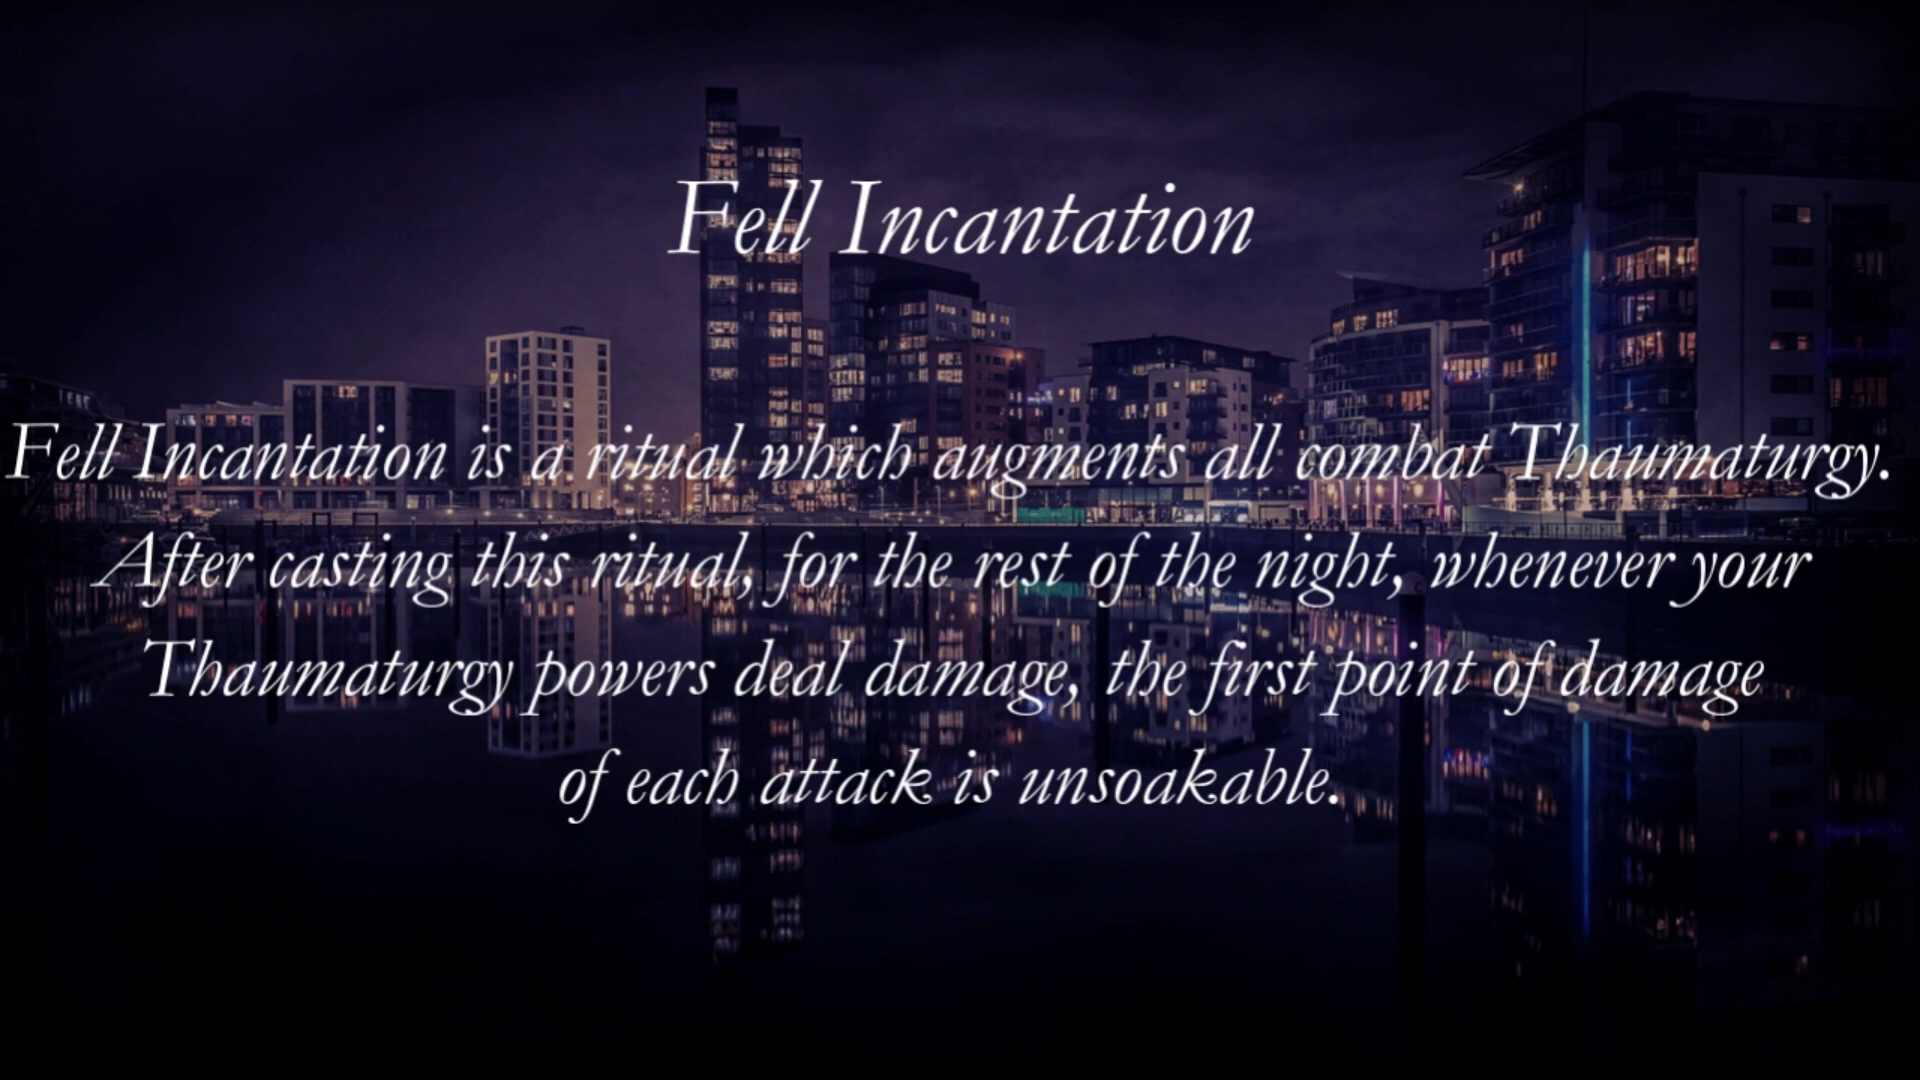 Fell Incantation
Fell Incantation is a ritual which augments all combat Thaumaturgy.
After casting this ritual, for the rest of the night, whenever your
Thaumaturgy powers deal damage, the first point of damage
of each attack is unsoakable.